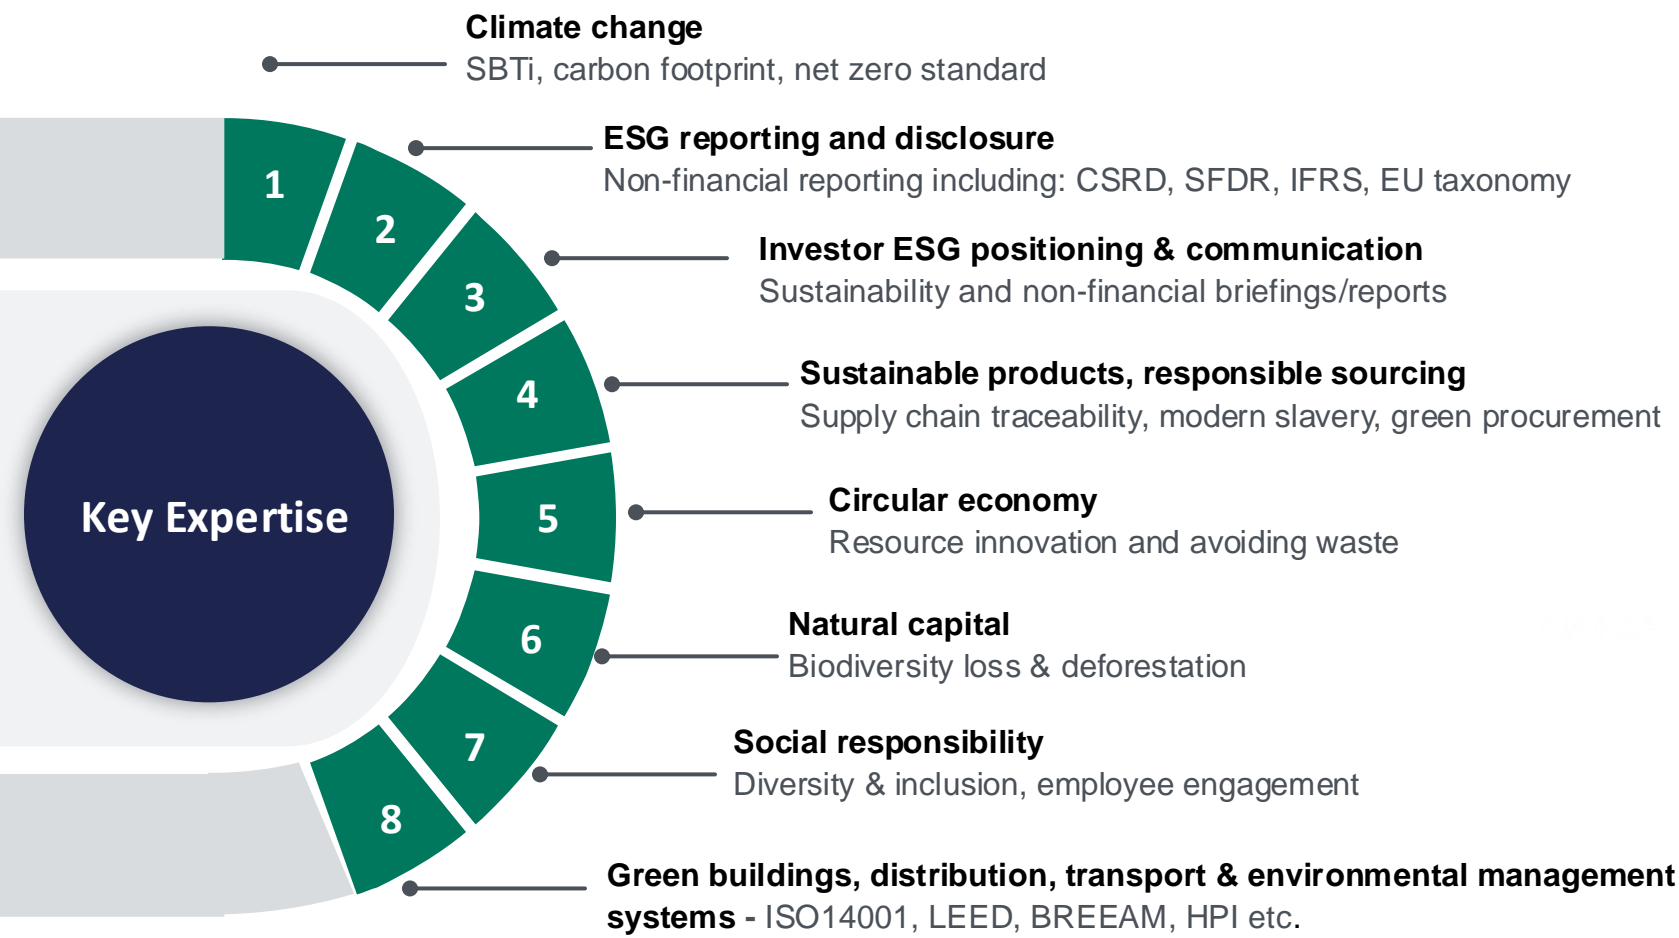 Climate change
SBTi, carbon footprint, net zero standard
1
ESG reporting and disclosure
Non-financial reporting including: CSRD, SFDR, IFRS, EU taxonomy
2
Investor ESG positioning & communication
Sustainability and non-financial briefings/reports
3
Sustainable products, responsible sourcing
Supply chain traceability, modern slavery, green procurement
4
Key Expertise
Circular economy
Resource innovation and avoiding waste
5
Natural capital
Biodiversity loss & deforestation
6
Social responsibility
Diversity & inclusion, employee engagement
7
Green buildings, distribution, transport & environmental management
systems - ISO14001, LEED, BREEAM, HPI etc.
8